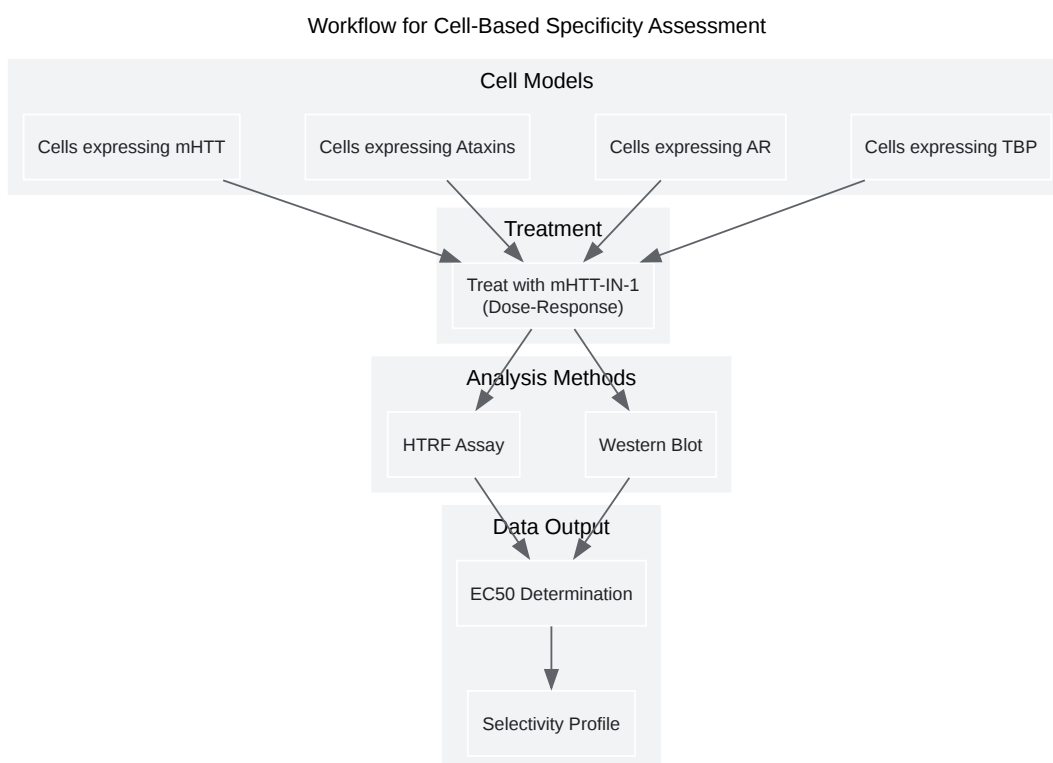 Workflow for Cell-Based Specificity Assessment
Cell Models
Cells expressing mHTT
Cells expressing Ataxins
Cells expressing AR
Cells expressing TBP
Treatment
Treat with mHTT-IN-1
(Dose-Response)
Analysis Methods
HTRF Assay
Western Blot
Data Output
EC50 Determination
Selectivity Profile